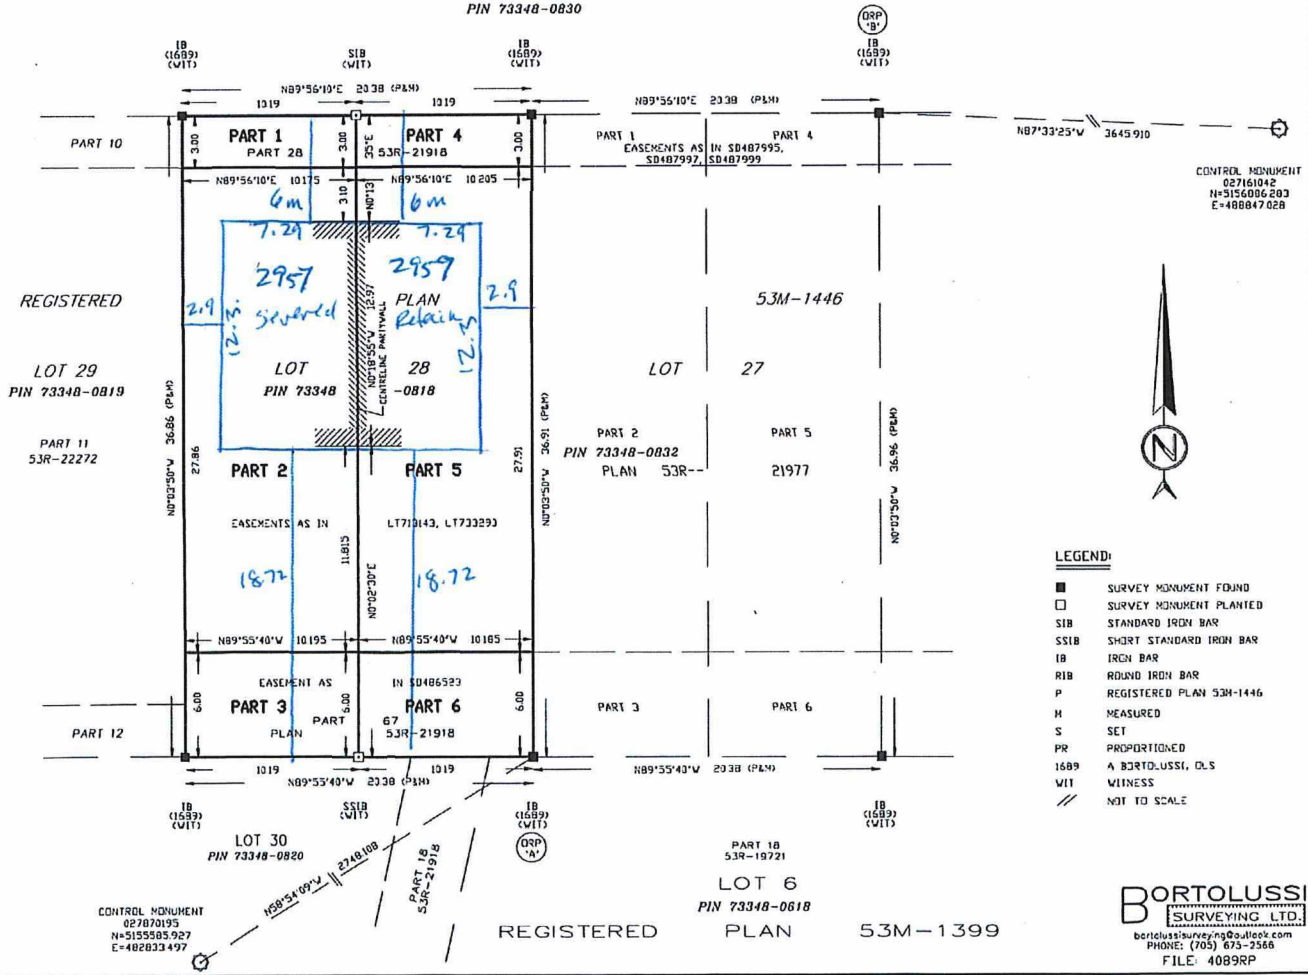 PIN 73348-0830
ORP 'B'
IB (1689) (WIT)
SIB (WIT)
IB (1689) (WIT)
IB (1689) (WIT)
N89°56'10"E 20.38 (P&M)
10.19
10.19
N89°56'10"E 20.38 (P&M)
N87°33'25"W 3645.910
PART 10
3.00
PART 1
3.00
PART 4
3.00
PART 28
53R-21918
PART 1
PART 4
EASEMENTS AS IN SD487995,
SD487997, SD487999
CONTROL MONUMENT
027161042
N=5156086.283
E=488847.028
N89°56'10"E 10.175
N89°56'10"E 10.205
6m
3.10
6m
7.29
7.29
2957
2959
severed
PLAN
Retain
REGISTERED
2.9
12.3
12.97
2.9
12.3
53M-1446
N0°18'55"W
CENTRELINE PARTYWALL
LOT 29
PIN 73348-0819
LOT
28
PIN 73348
-0818
LOT 27
N0°03'50"W 36.86 (P&M)
27.86
27.91
N0°03'50"W 36.91 (P&M)
N0°03'50"W 36.96 (P&M)
PART 11
53R-22272
PART 2
PART 5
PART 2
PART 5
PIN 73348-0832
PLAN 53R--
21977
EASEMENTS AS IN
LT733293
11.815
18.72
18.72
N0°02'30"E
N89°55'40"W 10.195
N89°55'40"W 10.185
EASEMENT AS
IN SD486523
6.00
PART 3
6.00
PART 6
6.00
PART
67
PLAN
53R-21918
PART 12
PART 3
PART 6
10.19
10.19
N89°55'40"W 20.38 (P&M)
N89°55'40"W 20.38 (P&M)
IB (1689) (WIT)
SSIB (WIT)
IB (1689) (WIT)
ORP 'A'
LOT 30
PIN 73348-0820
N58°54'09"W
2748.108
PART 18
53R-21918
CONTROL MONUMENT
027870195
N=5155585.927
E=482833.497
PART 18
53R-19721
LOT 6
PIN 73348-0618
REGISTERED PLAN 53M-1399
N
LEGEND:
SURVEY MONUMENT FOUND
SURVEY MONUMENT PLANTED
SIB STANDARD IRON BAR
SSIB SHORT STANDARD IRON BAR
IB IRON BAR
RIB ROUND IRON BAR
P REGISTERED PLAN 53M-1446
M MEASURED
S SET
PR PROPORTIONED
1689 A BORTOLUSSI, OLS
WIT WITNESS
// NOT TO SCALE
BORTOLUSSI
SURVEYING LTD.
bortolussisurveying@outlook.com
PHONE: (705) 675-2566
FILE: 4089RP